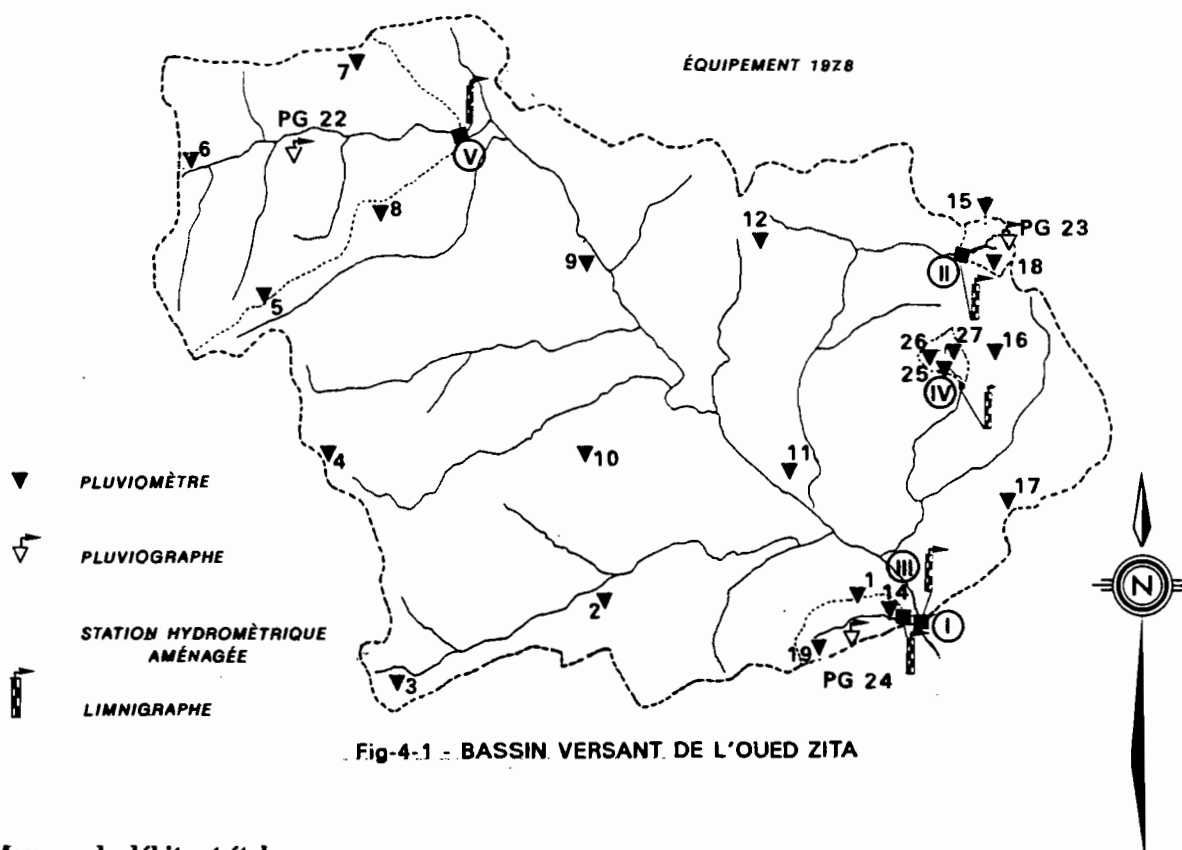 ÉQUIPEMENT 1978
7
PG 22
6
V
8
15
12
PG 23
9
II
18
5
26
27
16
25
IV
4
10
11
17
PLUVIOMÈTRE
PLUVIOGRAPHE
III
1
14
2
I
STATION HYDROMÈTRIQUE
AMÉNAGÉE
19
PG 24
3
LIMNIGRAPHE
N
Fig-4-1 - BASSIN VERSANT DE L'OUED ZITA